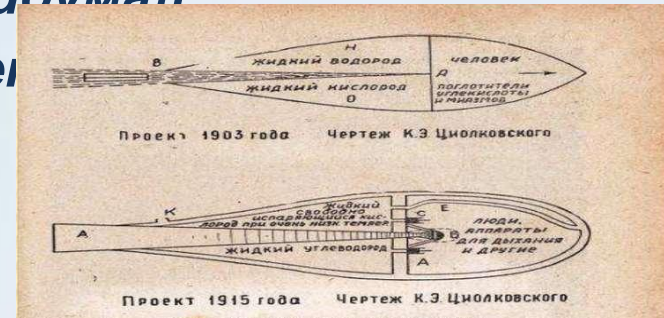 Н
В
жидкий водород
человек
А
жидкий кислород
О
поглотители
углекислоты
и миазмов
Проект 1903 года Чертеж К.Э.Циолковского
К
Жидкий
свободно
испаряющийся кис-
лород при очень низк темпер.
С
Е
А
люди,
аппараты
для дыхания
и другие
В
жидкий углеводород
А
Проект 1915 года Чертеж К.Э.Циолковского